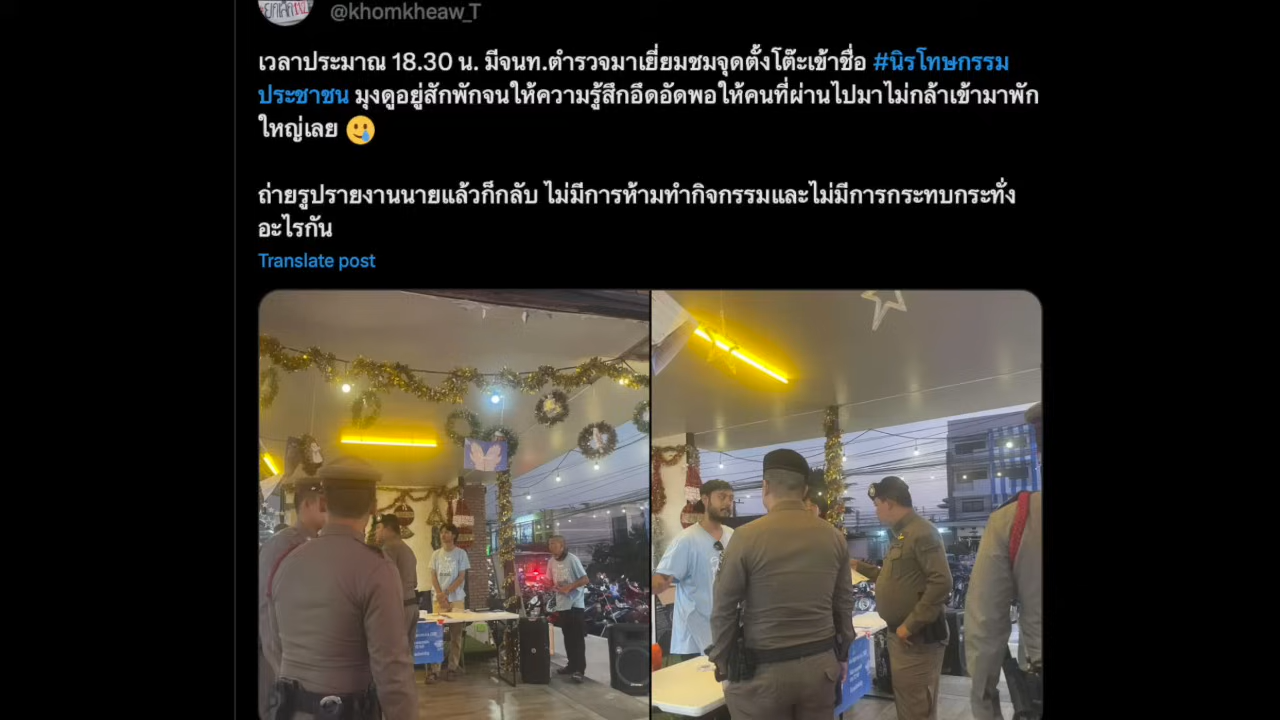 @khomkheaw_T
เวลาประมาณ 18.30 น. มีจนท.ตำรวจมาเยี่ยมชมจุดตั้งโต๊ะเข้าชื่อ #นิรโทษกรรม
ประชาชน มุงดูอยู่สักพักจนให้ความรู้สึกอึดอัดพอให้คนที่ผ่านไปมาไม่กล้าเข้ามาพัก
ใหญ่เลย 🥲
ถ่ายรูปรายงานนายแล้วก็กลับ ไม่มีการห้ามทำกิจกรรมและไม่มีการกระทบกระทั่ง
อะไรกัน
Translate post